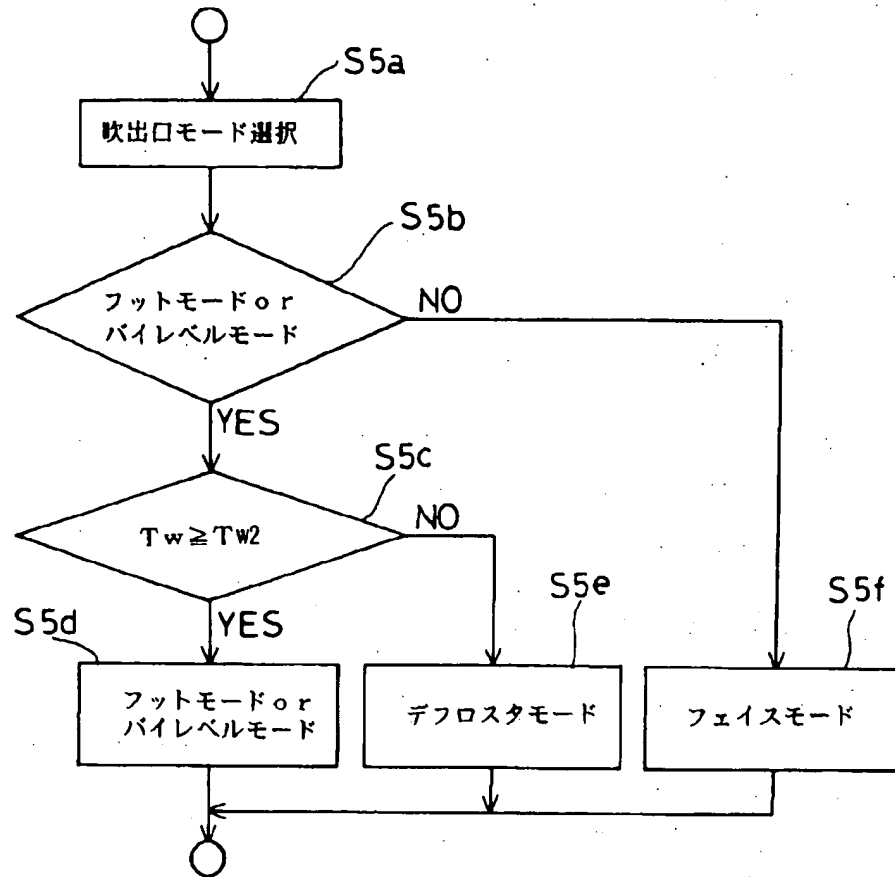 S5a
吹出口モード選択
S5b
フットモードor
バイレベルモード
NO
YES
S5c
Tw≧Tw2
NO
YES
S5d
フットモードor
バイレベルモード
S5e
デフロスタモード
S5f
フェイスモード